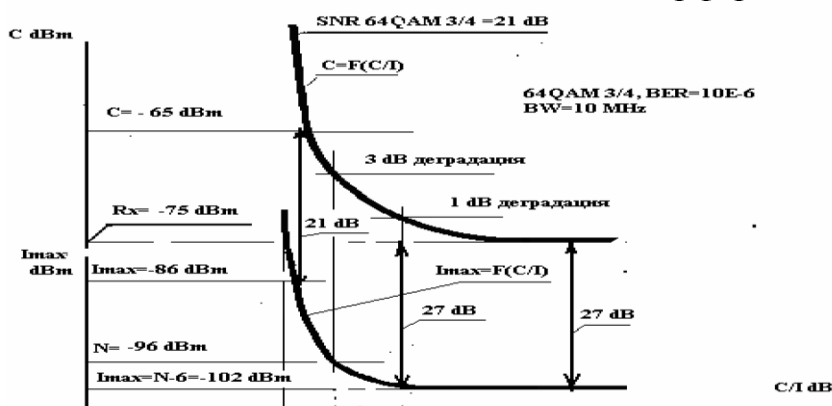 SNR 64QAM 3/4 =21 dB
C dBm
C=F(C/I)
64QAM 3/4, BER=10E-6
BW=10 MHz
C= - 65 dBm
3 dB деградация
1 dB деградация
Rx= -75 dBm
21 dB
Imax
dBm
Imax=-86 dBm
Imax=F(C/I)
27 dB
27 dB
N= -96 dBm
Imax=N-6=-102 dBm
C/I dB